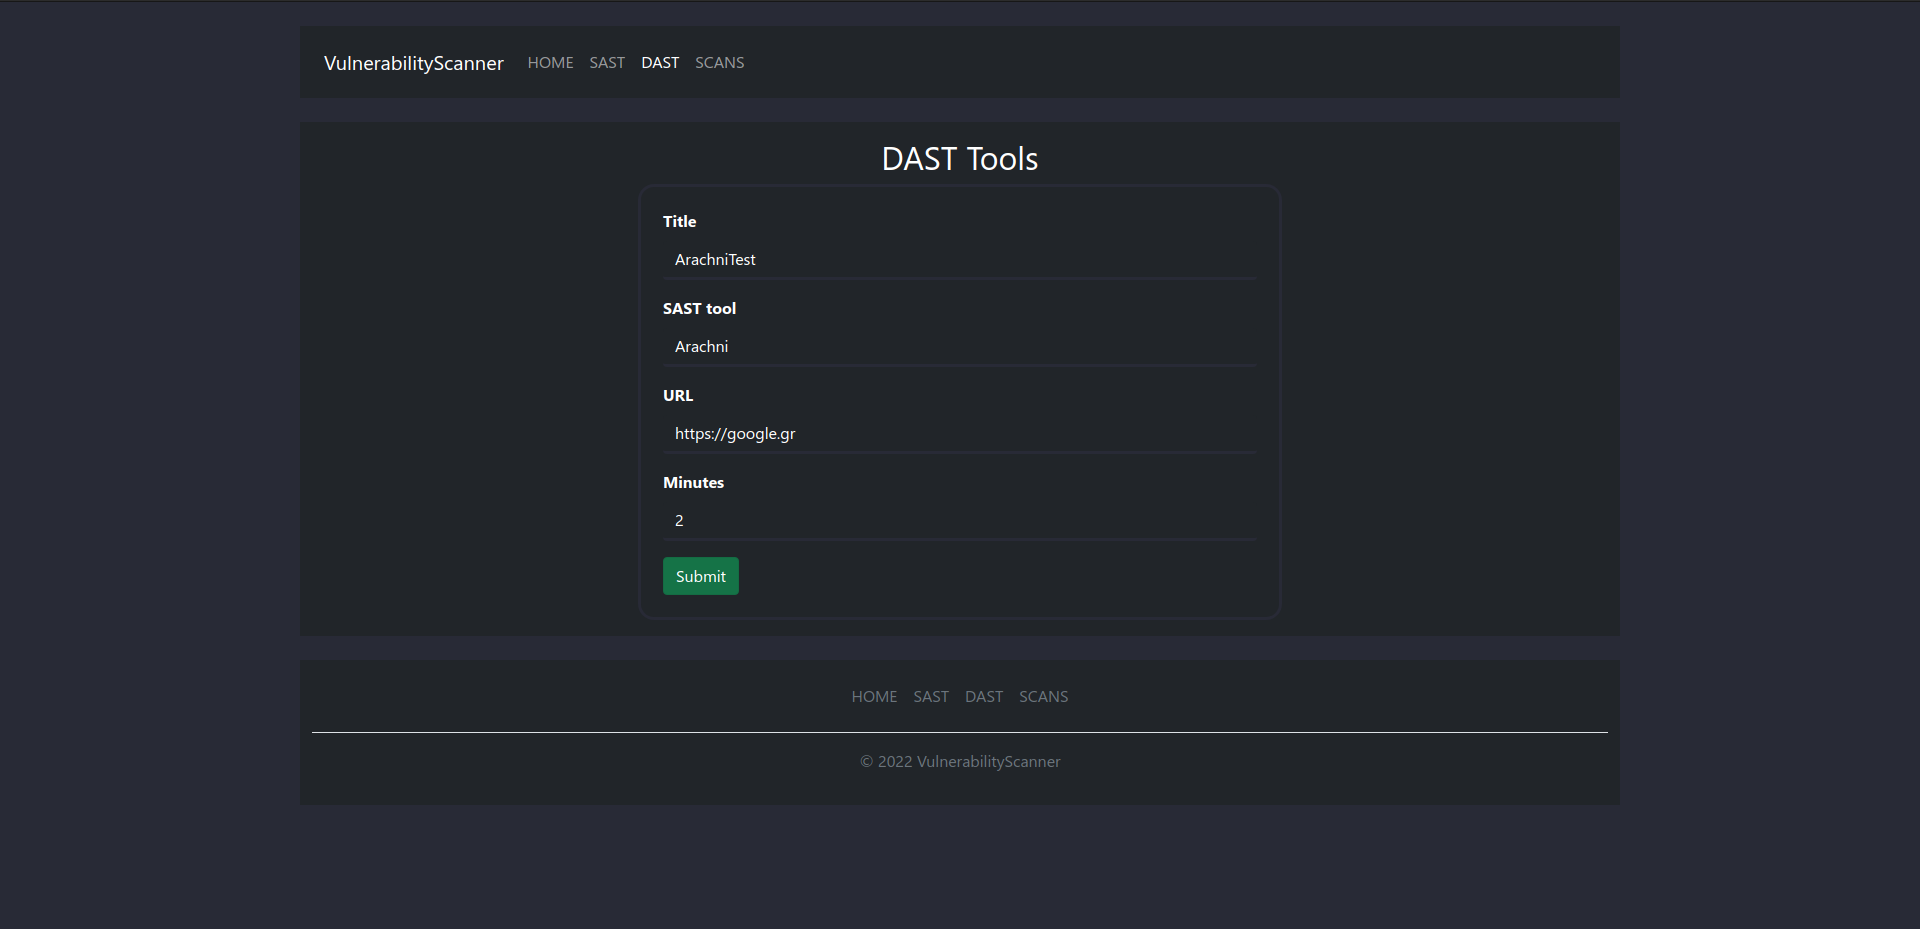 VulnerabilityScanner HOME SAST DAST SCANS
DAST Tools
Title
ArachniTest
SAST tool
Arachni
URL
https://google.gr
Minutes
2
Submit
HOME SAST DAST SCANS
© 2022 VulnerabilityScanner